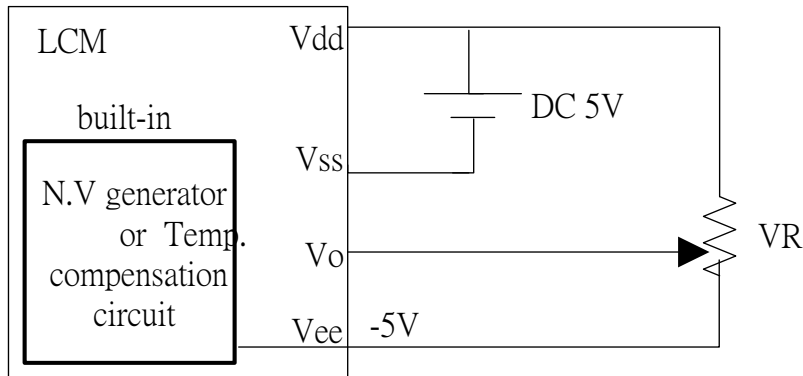 LCM
Vdd
DC 5V
built-in
Vss
N.V generator
or Temp.
compensation
circuit
Vo
VR
Vee
-5V